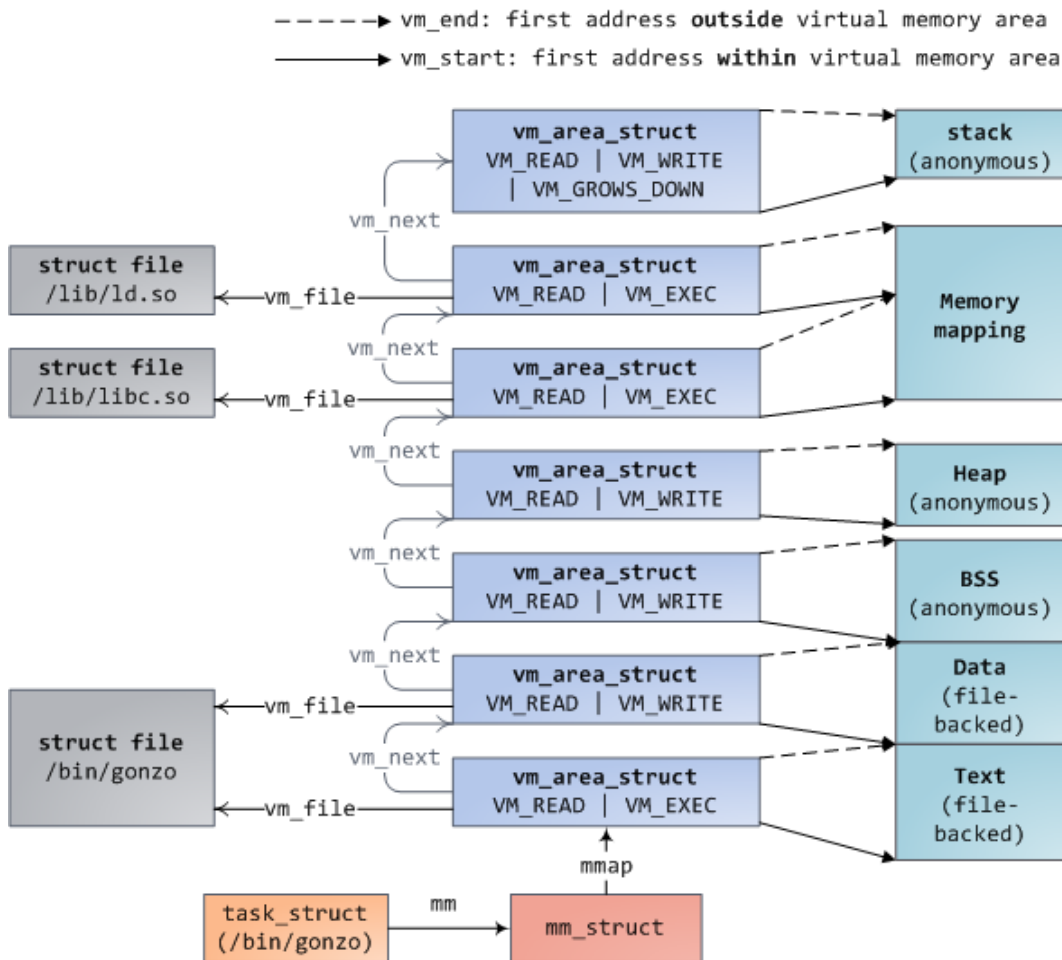 vm_end: first address outside virtual memory area
vm_start: first address within virtual memory area
vm_area_struct
VM_READ | VM_WRITE
| VM_GROWS_DOWN
stack
(anonymous)
vm_next
struct file
/lib/ld.so
vm_file
vm_area_struct
VM_READ | VM_EXEC
Memory
mapping
vm_next
struct file
/lib/libc.so
vm_file
vm_area_struct
VM_READ | VM_EXEC
vm_next
vm_area_struct
VM_READ | VM_WRITE
Heap
(anonymous)
vm_next
vm_area_struct
VM_READ | VM_WRITE
BSS
(anonymous)
vm_next
vm_file
vm_area_struct
VM_READ | VM_WRITE
Data
(file-
backed)
struct file
/bin/gonzo
vm_next
vm_file
vm_area_struct
VM_READ | VM_EXEC
Text
(file-
backed)
mmap
task_struct
(/bin/gonzo)
mm
mm_struct